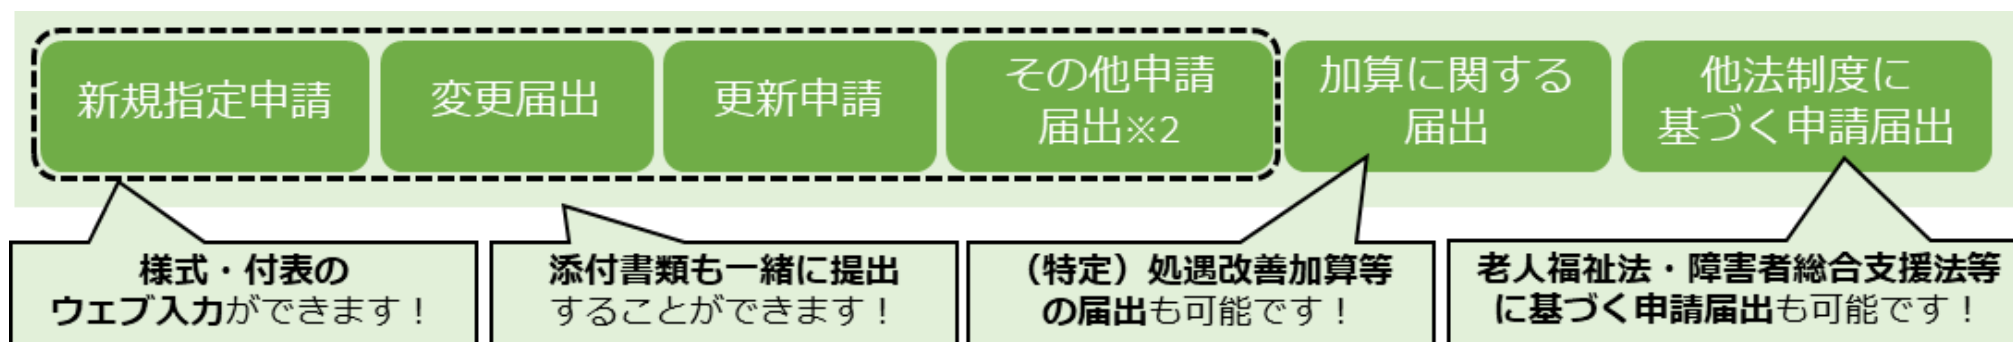 新規指定申請
変更届出
更新申請
その他申請
届出※2
加算に関する
届出
他法制度に
基づく申請届出
様式・付表の
ウェブ入力ができます！
添付書類も一緒に提出
することができます！
（特定）処遇改善加算等
の届出も可能です！
老人福祉法・障害者総合支援法等
に基づく申請届出も可能です！